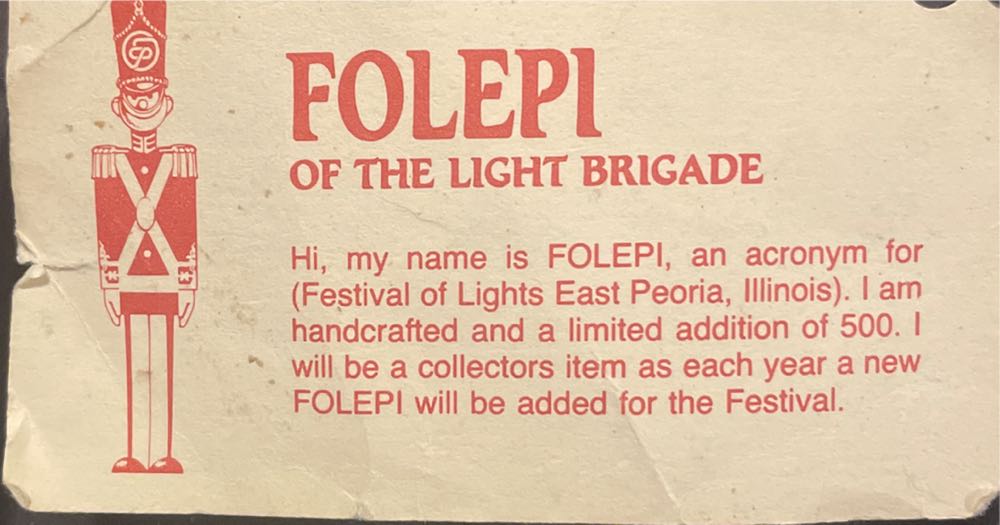 FOLEPI
OF THE LIGHT BRIGADE
Hi, my name is FOLEPI, an acronym for
(Festival of Lights East Peoria, Illinois). I am
handcrafted and a limited addition of 500. I
will be a collectors item as each year a new
FOLEPI will be added for the Festival.